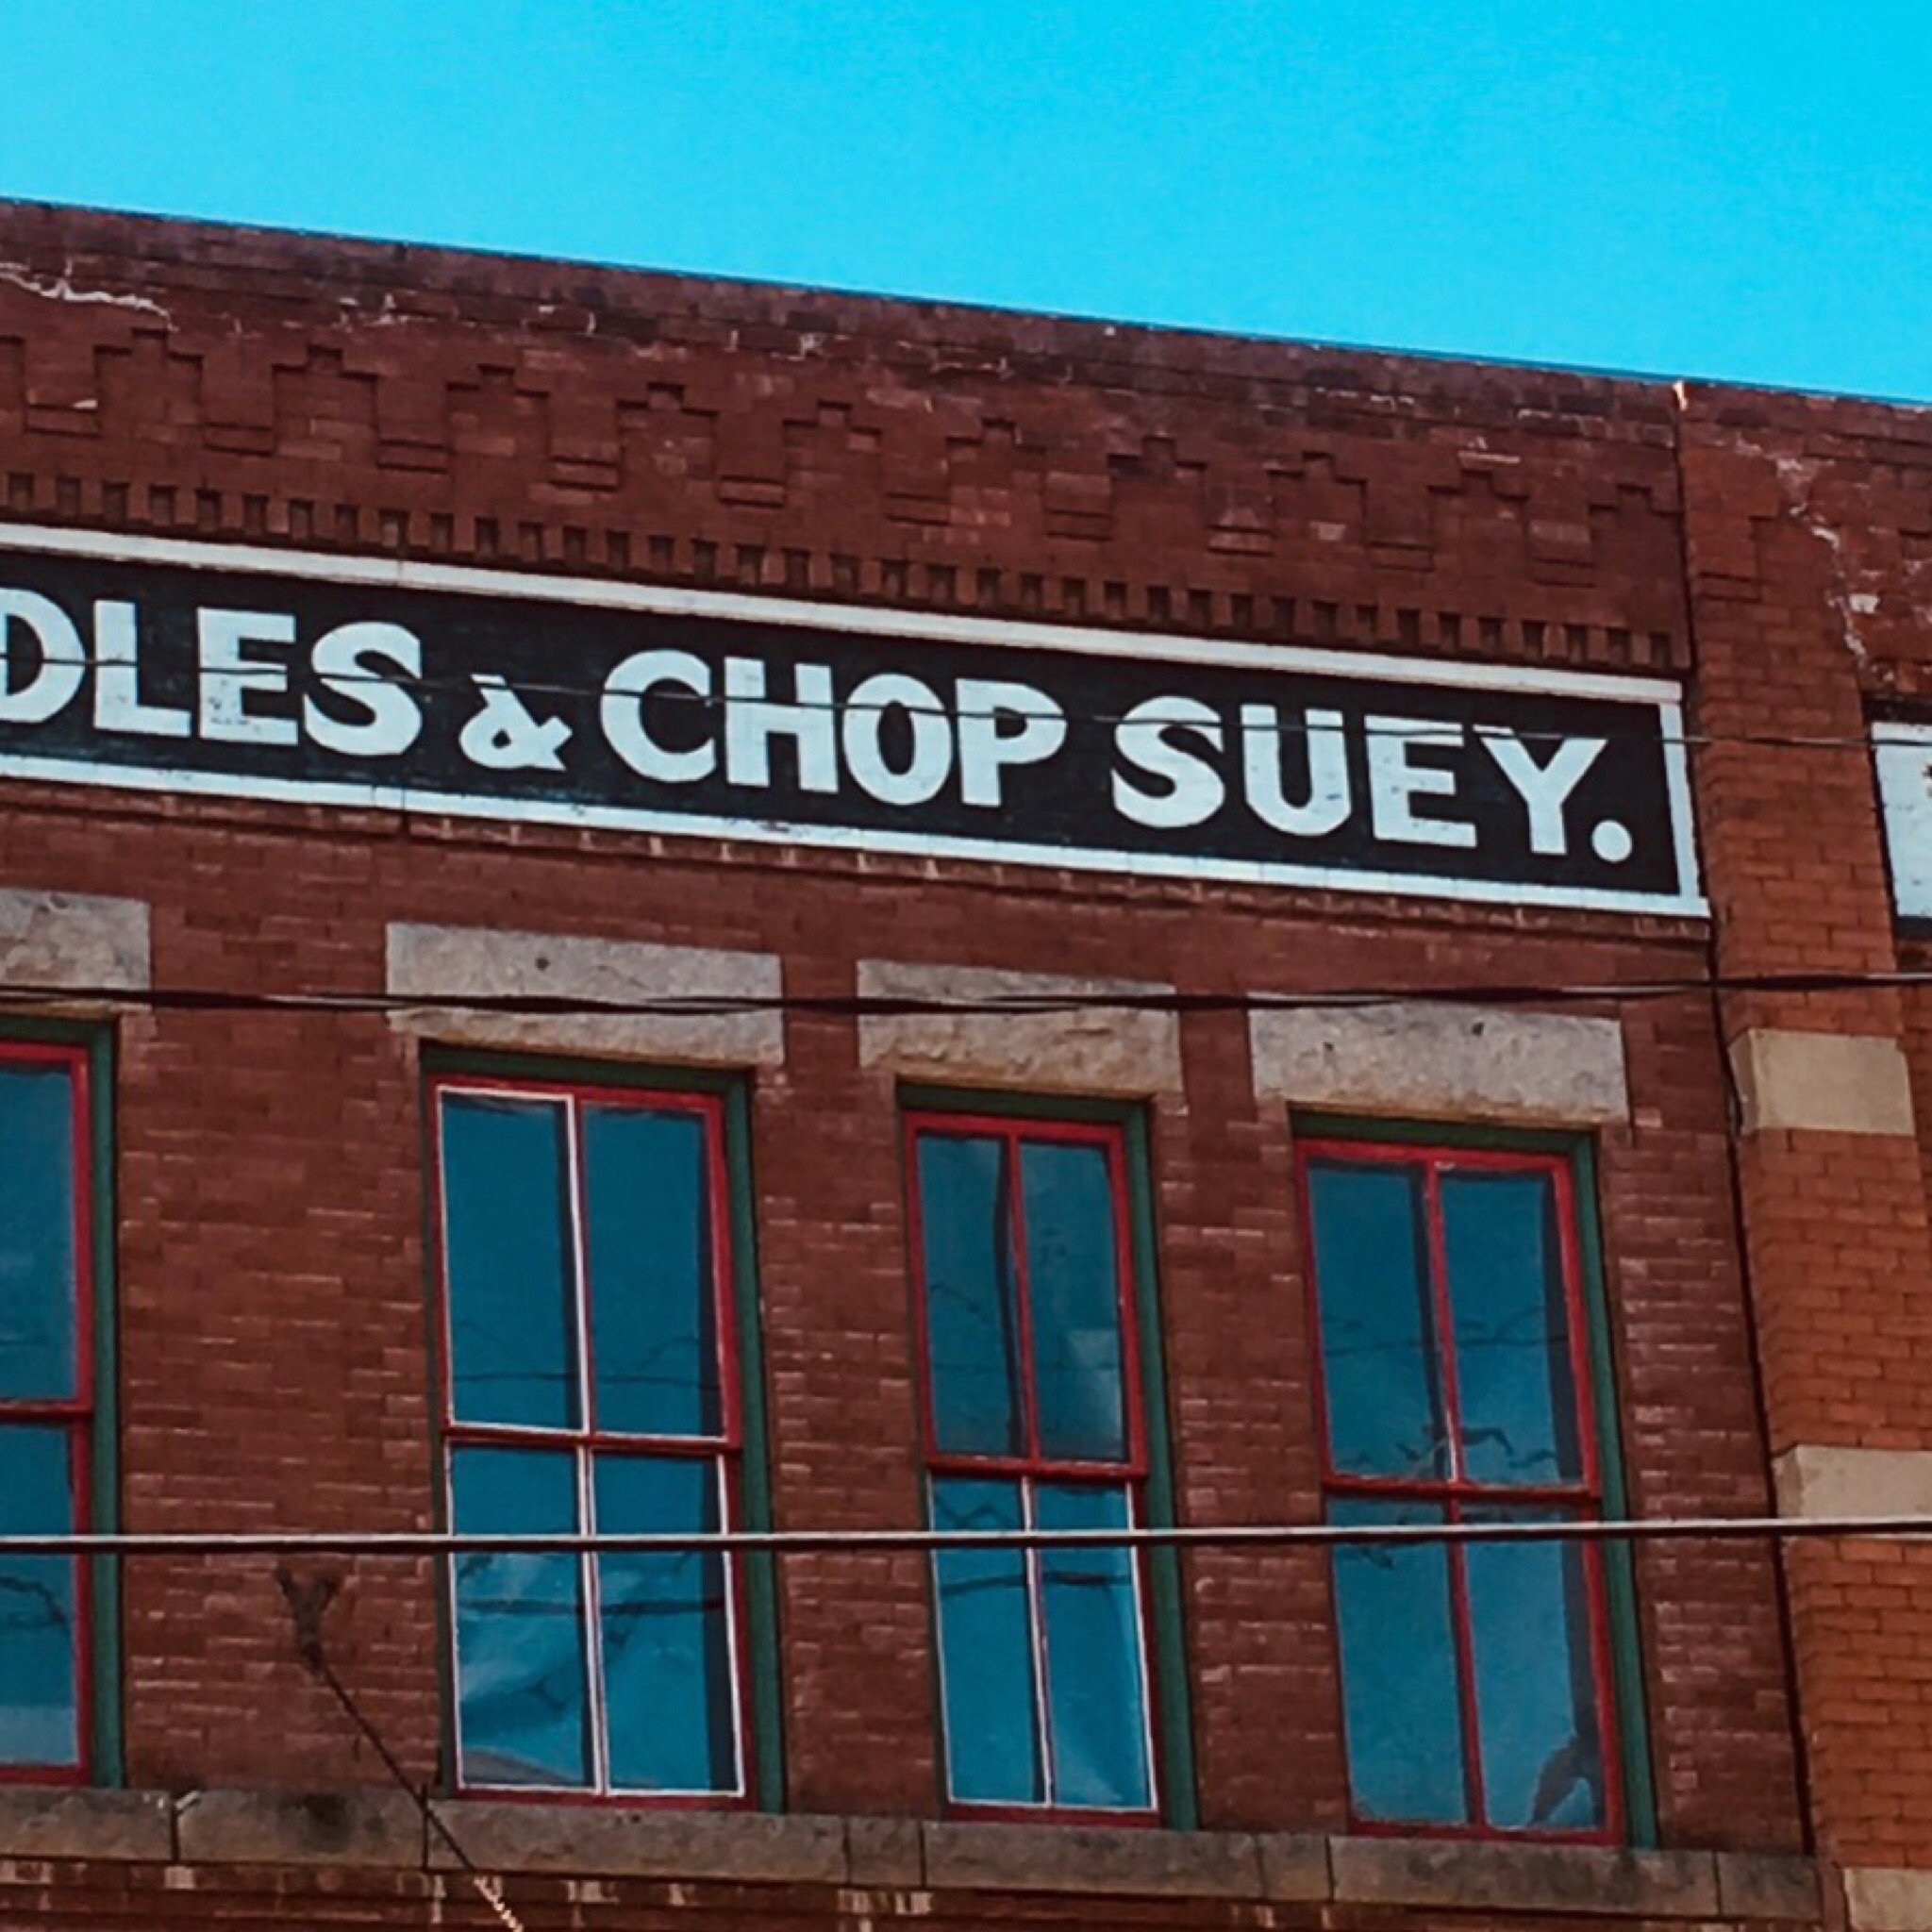 DLES & CHOP SUEY.